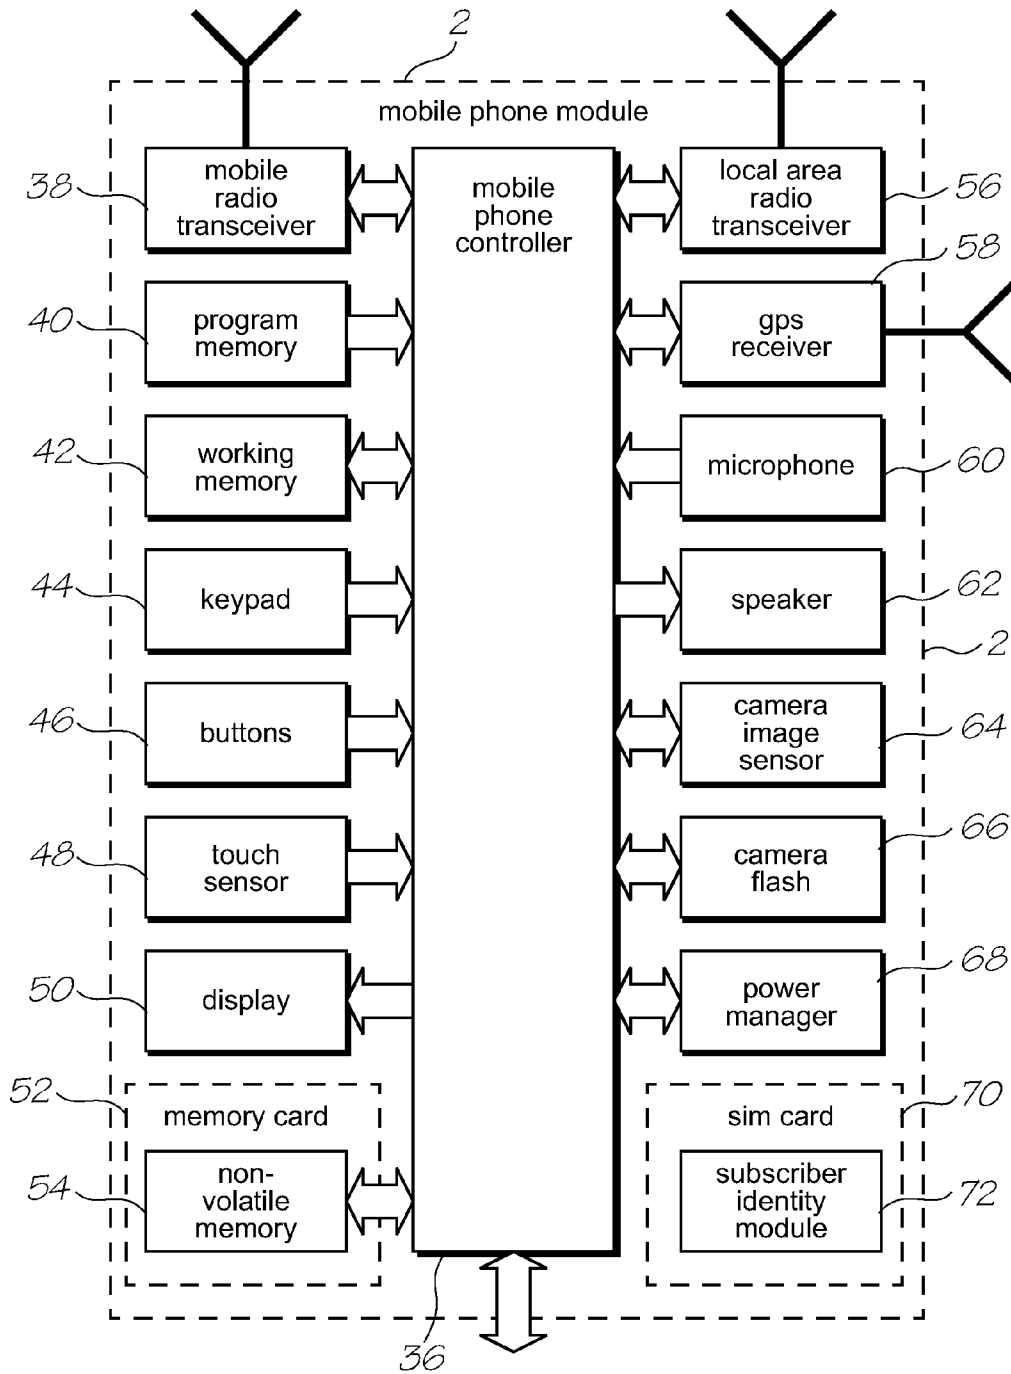 2
mobile phone module
38
mobile
radio
transceiver
mobile
phone
controller
local area
radio
transceiver
56
58
40
program
memory
gps
receiver
42
working
memory
microphone
60
44
keypad
speaker
62
2
46
buttons
camera
image
sensor
64
48
touch
sensor
camera
flash
66
50
display
power
manager
68
52
memory card
sim card
70
54
non-
volatile
memory
subscriber
identity
module
72
36